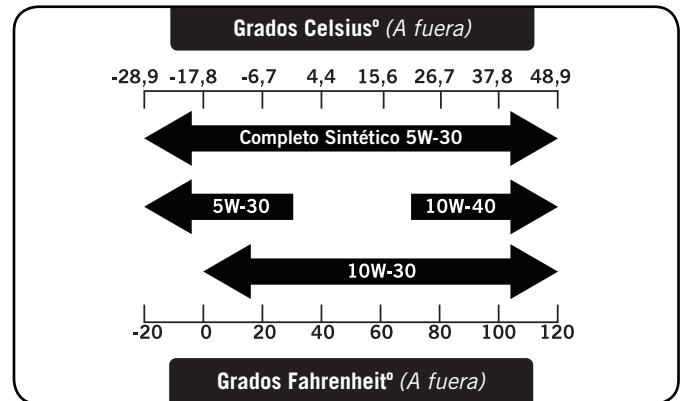 Grados Celsiusº (A fuera)
-28,9 -17,8 -6,7 4,4 15,6 26,7 37,8 48,9
Completo Sintético 5W-30
5W-30 10W-40
10W-30
-20 0 20 40 60 80 100 120
Grados Fahrenheitº (A fuera)